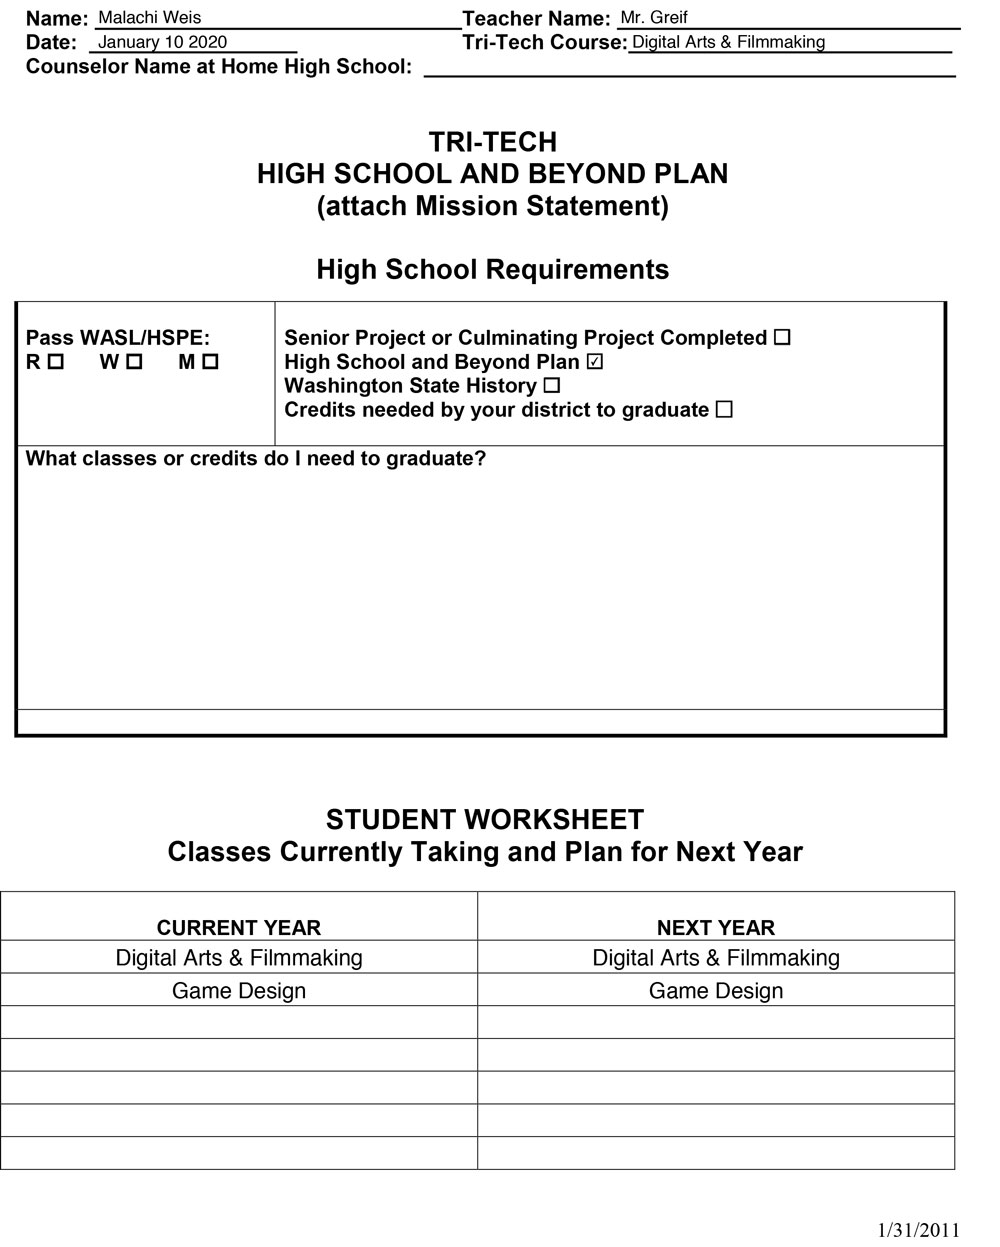 Name: Malachi Weis Teacher Name: Mr. Greif
Date: January 10 2020 Tri-Tech Course: Digital Arts & Filmmaking
Counselor Name at Home High School:
TRI-TECH
HIGH SCHOOL AND BEYOND PLAN
(attach Mission Statement)
High School Requirements
Pass WASL/HSPE:
R ☐ W ☐ M ☐
Senior Project or Culminating Project Completed ☐
High School and Beyond Plan ☑
Washington State History ☐
Credits needed by your district to graduate ☐
What classes or credits do I need to graduate?
STUDENT WORKSHEET
Classes Currently Taking and Plan for Next Year
CURRENT YEAR NEXT YEAR
Digital Arts & Filmmaking Digital Arts & Filmmaking
Game Design Game Design
1/31/2011